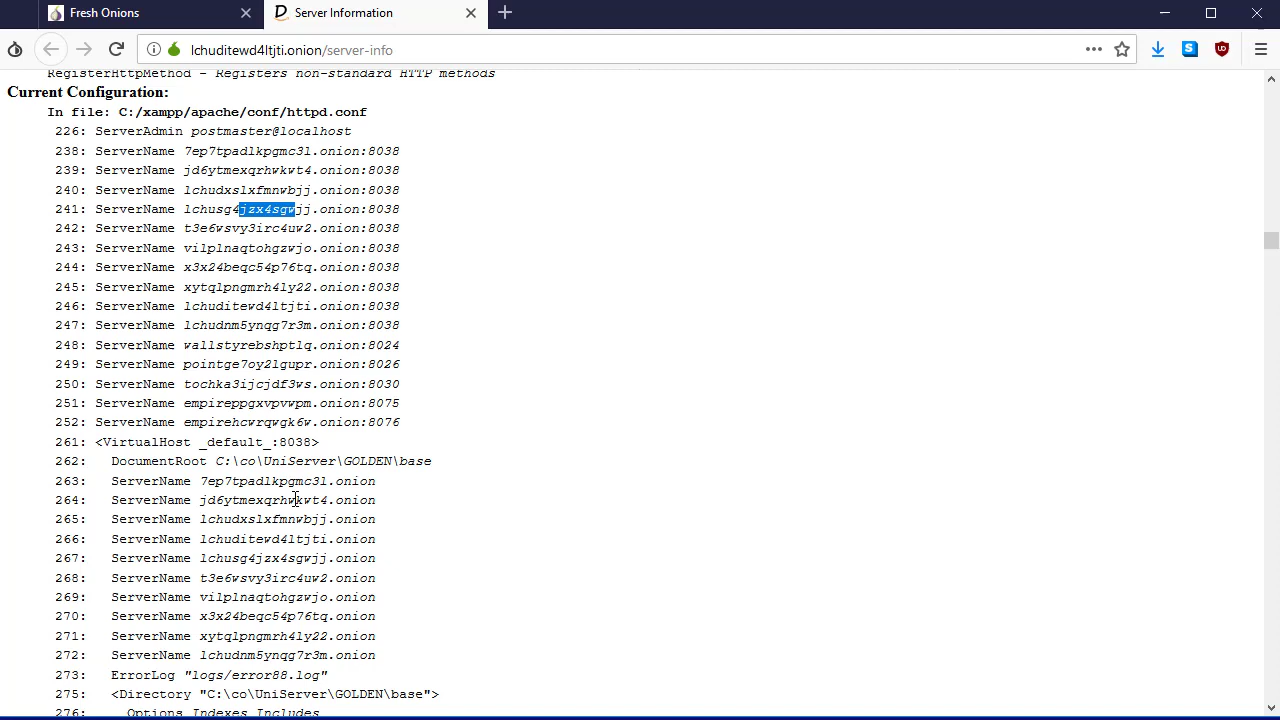 Fresh Onions
Server Information
lchuditewd4ltjti.onion/server-info
RegisterHttpMethod - Registers non-standard HTTP methods
Current Configuration:
In file: C:/xampp/apache/conf/httpd.conf
226: ServerAdmin postmaster@localhost
238: ServerName 7ep7tpadlkpgmc3l.onion:8038
239: ServerName jd6ytmexqrhwkwt4.onion:8038
240: ServerName lchudxslxfmnwbjj.onion:8038
241: ServerName lchusg4jzx4sgwjj.onion:8038
242: ServerName t3e6wsvy3irc4uw2.onion:8038
243: ServerName vilplnaqtohgzwjo.onion:8038
244: ServerName x3x24beqc54p76tq.onion:8038
245: ServerName xytqlpngmrh4ly22.onion:8038
246: ServerName lchuditewd4ltjti.onion:8038
247: ServerName lchudnm5ynqg7r3m.onion:8038
248: ServerName wallstyrebshptlq.onion:8024
249: ServerName pointge7oy2lgupr.onion:8026
250: ServerName tochka3ijcjdf3ws.onion:8030
251: ServerName empireppgxvpvwpm.onion:8075
252: ServerName empirehcwrqwgk6w.onion:8076
261: <VirtualHost _default_:8038>
262: DocumentRoot C:\co\UniServer\GOLDEN\base
263: ServerName 7ep7tpadlkpgmc3l.onion
264: ServerName jd6ytmexqrhwkwt4.onion
265: ServerName lchudxslxfmnwbjj.onion
266: ServerName lchuditewd4ltjti.onion
267: ServerName lchusg4jzx4sgwjj.onion
268: ServerName t3e6wsvy3irc4uw2.onion
269: ServerName vilplnaqtohgzwjo.onion
270: ServerName x3x24beqc54p76tq.onion
271: ServerName xytqlpngmrh4ly22.onion
272: ServerName lchudnm5ynqg7r3m.onion
273: ErrorLog "logs/error88.log"
275: <Directory "C:\co\UniServer\GOLDEN\base">
276: Options Indexes Includes